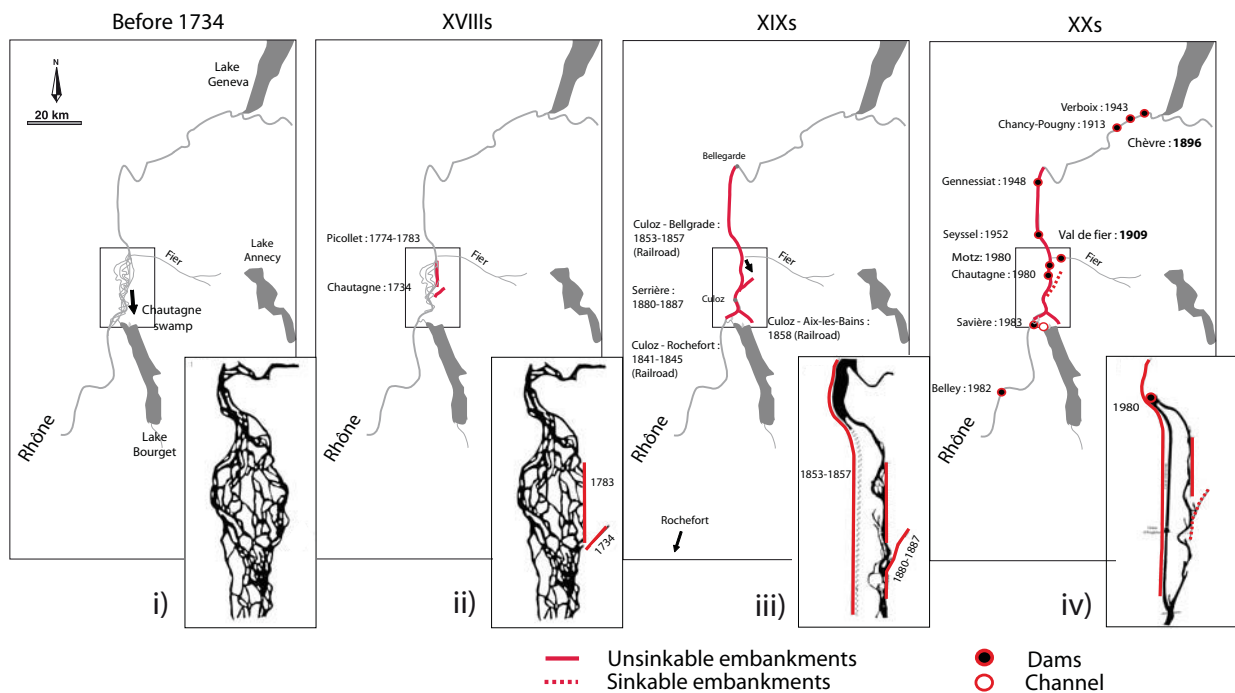 Before 1734
XVIIIs
XIXs
XXs
N
20 km
Lake
Geneva
Fier
Lake
Annecy
Chautagne
swamp
Rhône
Lake
Bourget
i)
Picollet : 1774-1783
Chautagne : 1734
Fier
Rhône
1783
1734
ii)
Bellegarde
Culoz - Bellgrade :
1853-1857
(Railroad)
Serrière :
1880-1887
Culoz
Culoz - Aix-les-Bains :
1858 (Railroad)
Culoz - Rochefort :
1841-1845
(Railroad)
Rochefort
1853-1857
1880-1887
iii)
Verboix : 1943
Chancy-Pougny : 1913
Chèvre : 1896
Gennessiat : 1948
Seyssel : 1952
Val de fier : 1909
Motz : 1980
Fier
Chautagne : 1980
Savière : 1983
Belley : 1982
Rhône
1980
iv)
Unsinkable embankments
Sinkable embankments
Dams
Channel